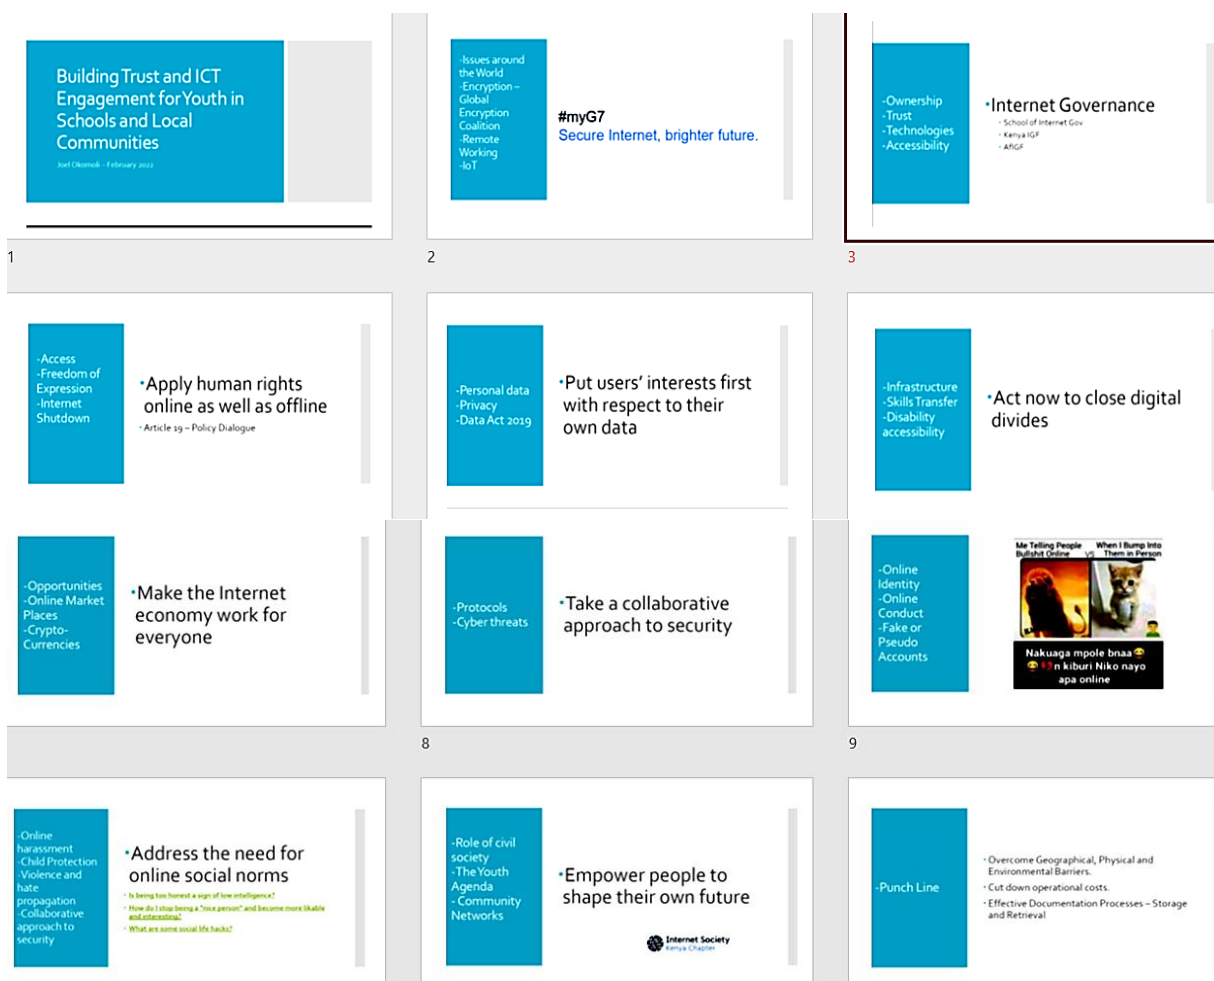 Building Trust and ICT
Engagement for Youth in
Schools and Local
Communities
Joel Okomoli – February 2022
1
-Issues around
the World
-Encryption –
Global
Encryption
Coalition
-Remote
Working
-IoT
#myG7
Secure Internet, brighter future.
2
-Ownership
-Trust
-Technologies
-Accessibility
•Internet Governance
• School of Internet Gov
• Kenya IGF
• AfIGF
3
-Access
-Freedom of
Expression
-Internet
Shutdown
•Apply human rights
online as well as offline
• Article 19 – Policy Dialogue
-Personal data
-Privacy
-Data Act 2019
•Put users' interests first
with respect to their
own data
-Infrastructure
-Skills Transfer
-Disability
accessibility
•Act now to close digital
divides
-Opportunities
-Online Market
Places
-Crypto-
Currencies
•Make the Internet
economy work for
everyone
-Protocols
-Cyber threats
•Take a collaborative
approach to security
8
-Online
Identity
-Online
Conduct
-Fake or
Pseudo
Accounts
Me Telling People
Bullshit Online
VS
When I Bump Into
Them in Person
Nakuaga mpole bnaa😂
😂💔n kiburi Niko nayo
apa online
9
-Online
harassment
-Child Protection
-Violence and
hate
propagation
-Collaborative
approach to
security
•Address the need for
online social norms
• Is being too honest a sign of low intelligence?
• How do I stop being a "nice person" and become more likable
and interesting?
• What are some social life hacks?
-Role of civil
society
-The Youth
Agenda
- Community
Networks
•Empower people to
shape their own future
Internet Society
Kenya Chapter
-Punch Line
• Overcome Geographical, Physical and
Environmental Barriers.
• Cut down operational costs.
• Effective Documentation Processes – Storage
and Retrieval